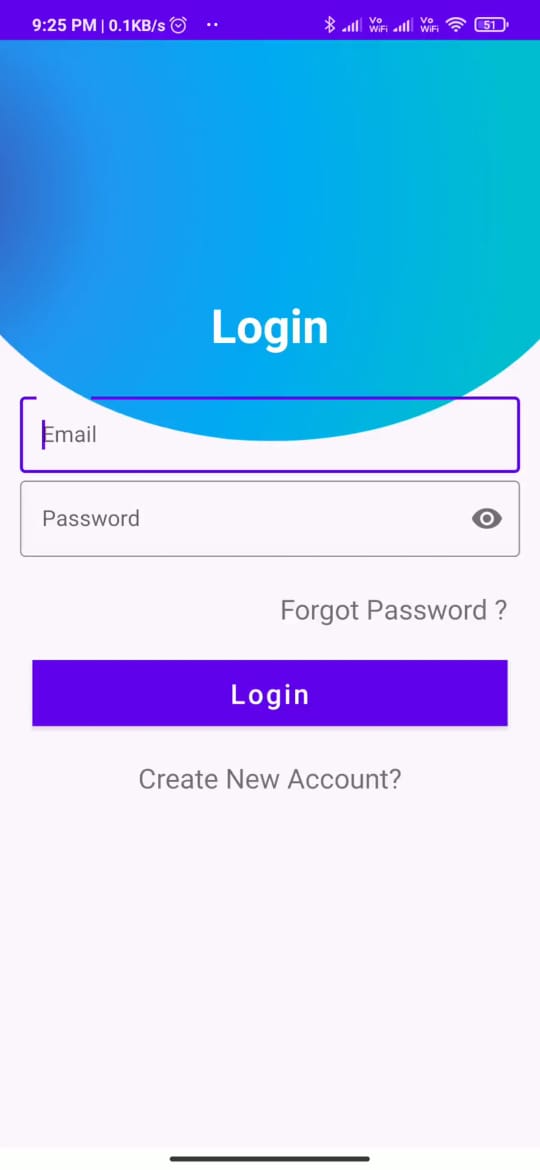 9:25 PM | 0.1KB/s
Vo WiFi Vo WiFi 51
Login
Email
Password
Forgot Password ?
Login
Create New Account?